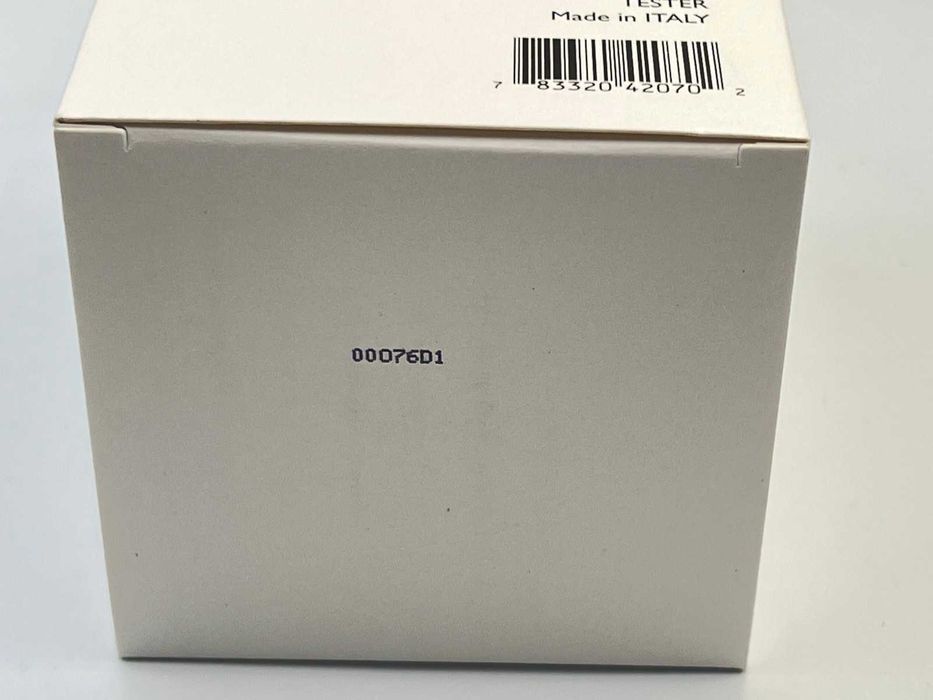 TESTER
Made in ITALY
7 83320 42070 2
00076D1